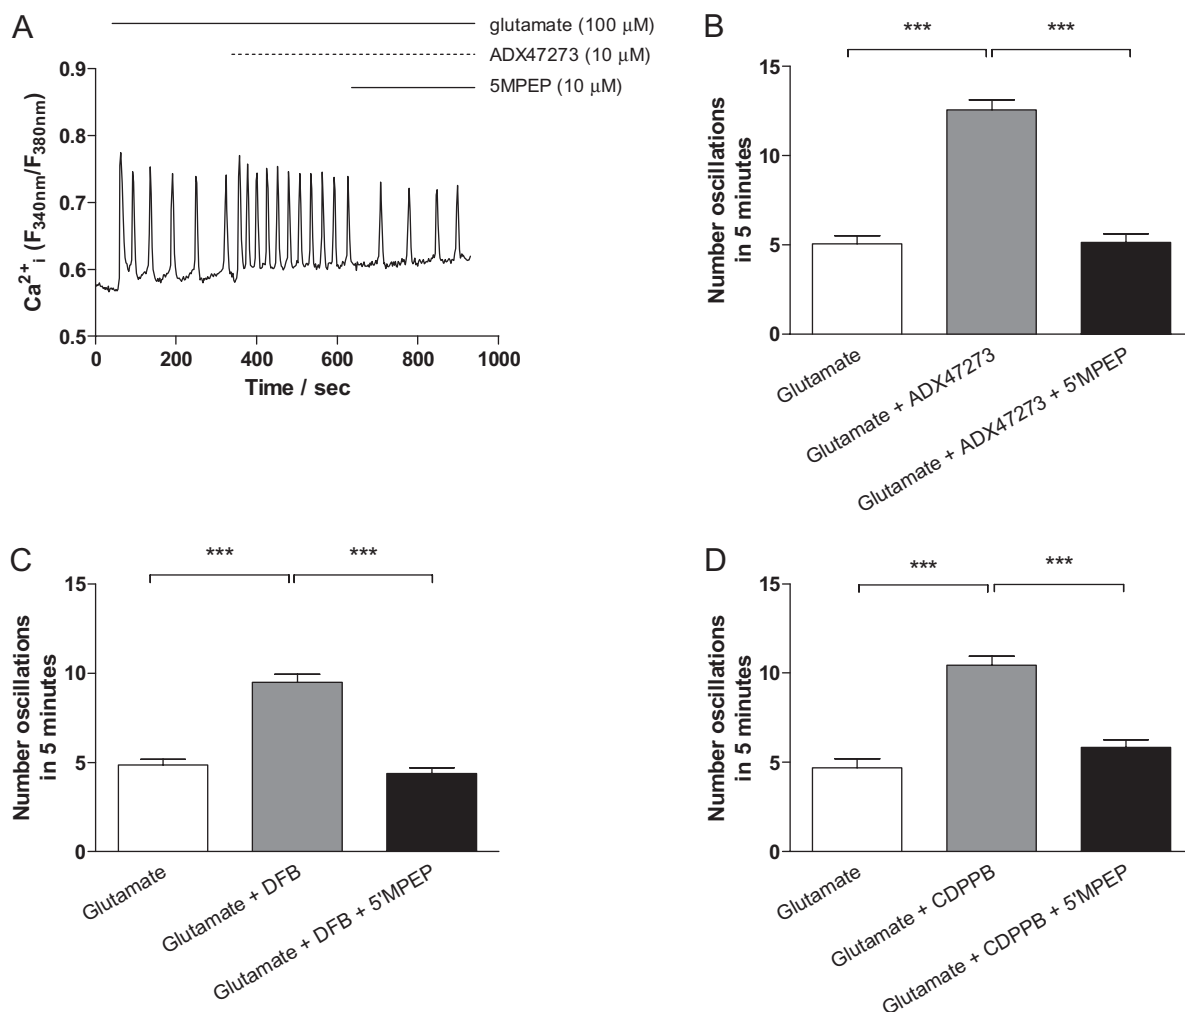 A
glutamate (100 μM)
ADX47273 (10 μM)
5MPEP (10 μM)
Ca2+i (F340nm/F380nm)
0.9
0.8
0.7
0.6
0.5
0 200 400 600 800 1000
Time / sec
B
*** ***
Number oscillations
in 5 minutes
15
10
5
0
Glutamate
Glutamate + ADX47273
Glutamate + ADX47273 + 5'MPEP
C
*** ***
Number oscillations
in 5 minutes
15
10
5
0
Glutamate
Glutamate + DFB
Glutamate + DFB + 5'MPEP
D
*** ***
Number oscillations
in 5 minutes
15
10
5
0
Glutamate
Glutamate + CDPPB
Glutamate + CDPPB + 5'MPEP